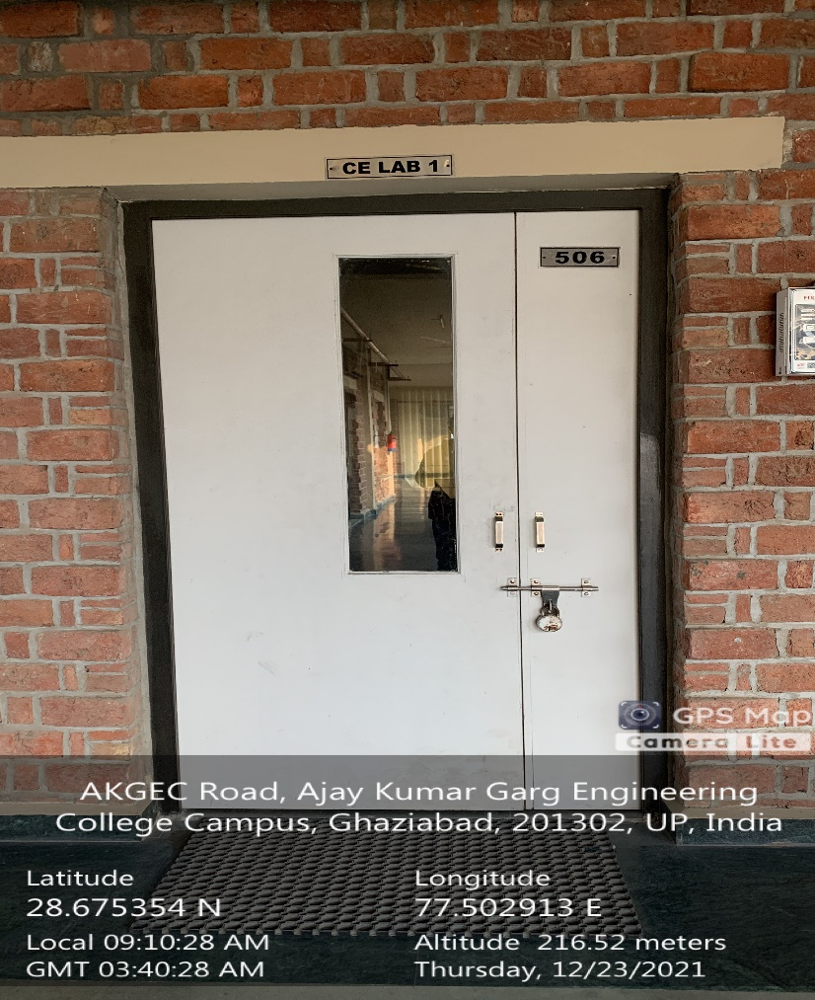 CE LAB 1
506
GPS Map
Camera Lite
AKGEC Road, Ajay Kumar Garg Engineering
College Campus, Ghaziabad, 201302, UP, India
Latitude
28.675354 N
Longitude
77.502913 E
Local 09:10:28 AM
GMT 03:40:28 AM
Altitude 216.52 meters
Thursday, 12/23/2021